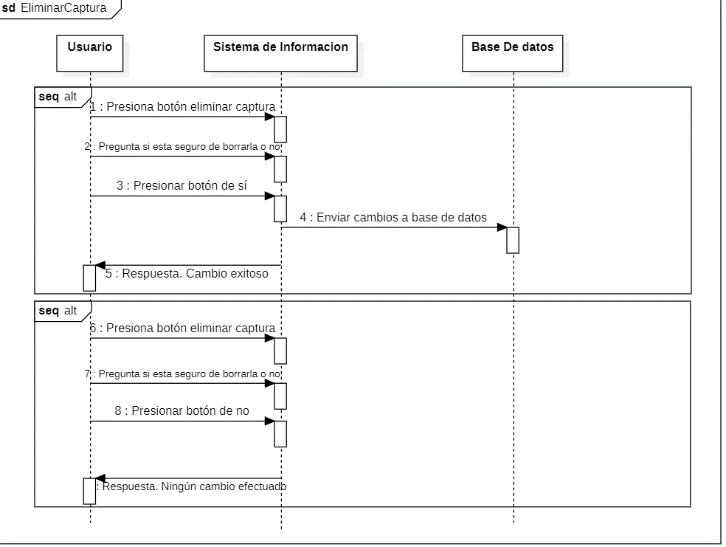 sd EliminarCaptura
Usuario
Sistema de Informacion
Base De datos
seq alt
1 : Presiona botón eliminar captura
2 : Pregunta si esta seguro de borrarla o no
3 : Presionar botón de sí
4 : Enviar cambios a base de datos
5 : Respuesta. Cambio exitoso
seq alt
6 : Presiona botón eliminar captura
7 : Pregunta si esta seguro de borrarla o no
8 : Presionar botón de no
: Respuesta. Ningún cambio efectuado